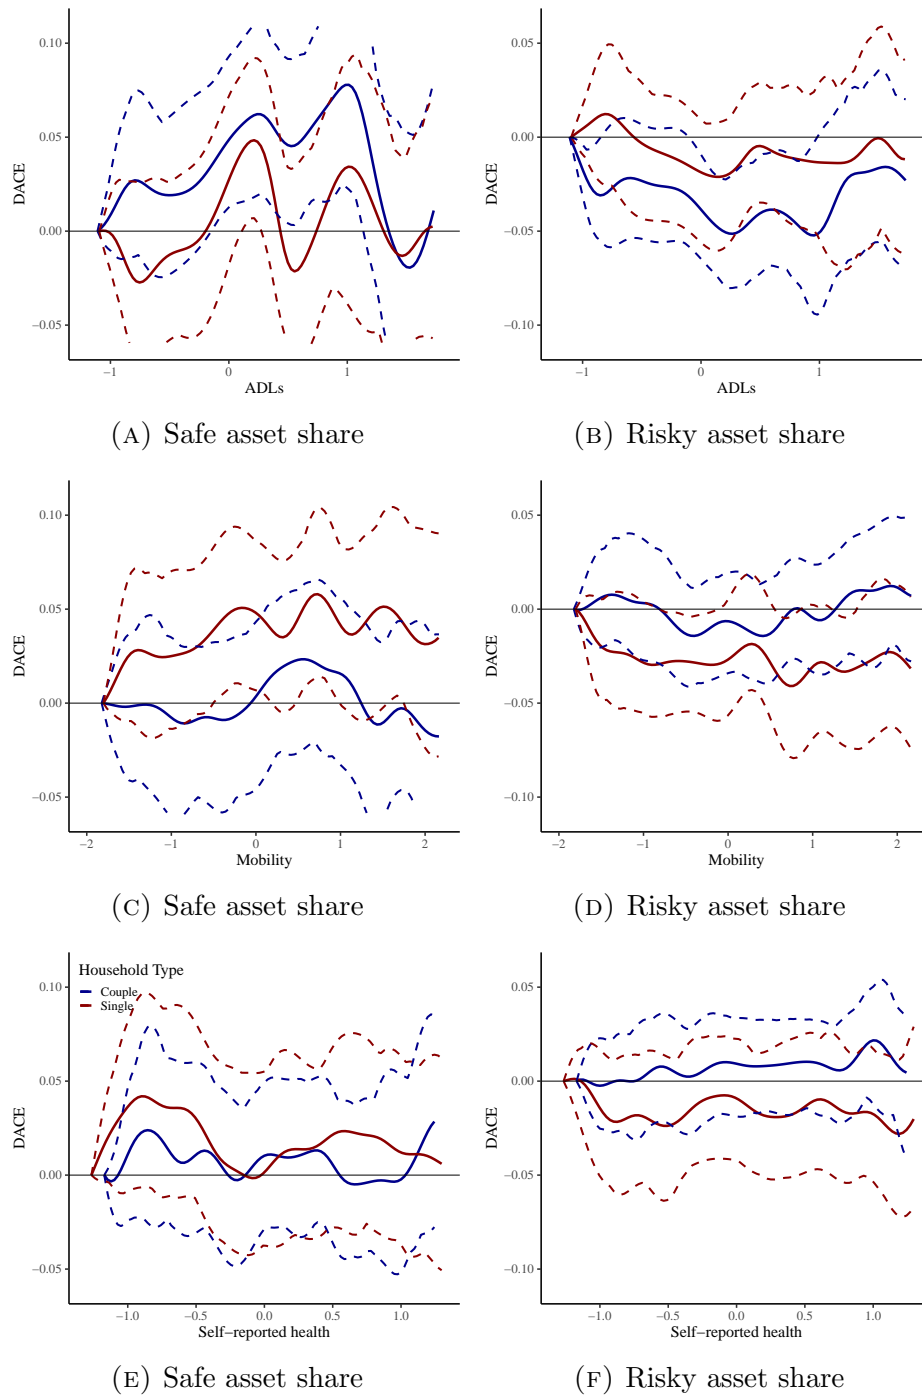 0.10
0.05
0.00
−0.05
DACE
−1
0
1
ADLs
(A) Safe asset share
0.05
0.00
−0.05
−0.10
DACE
−1
0
1
ADLs
(B) Risky asset share
0.10
0.05
0.00
−0.05
DACE
−2
−1
0
1
2
Mobility
(C) Safe asset share
0.05
0.00
−0.05
−0.10
DACE
−2
−1
0
1
2
Mobility
(D) Risky asset share
Household Type
Couple
Single
0.10
0.05
0.00
−0.05
DACE
−1.0
−0.5
0.0
0.5
1.0
Self−reported health
(E) Safe asset share
0.05
0.00
−0.05
−0.10
DACE
−1.0
−0.5
0.0
0.5
1.0
Self−reported health
(F) Risky asset share